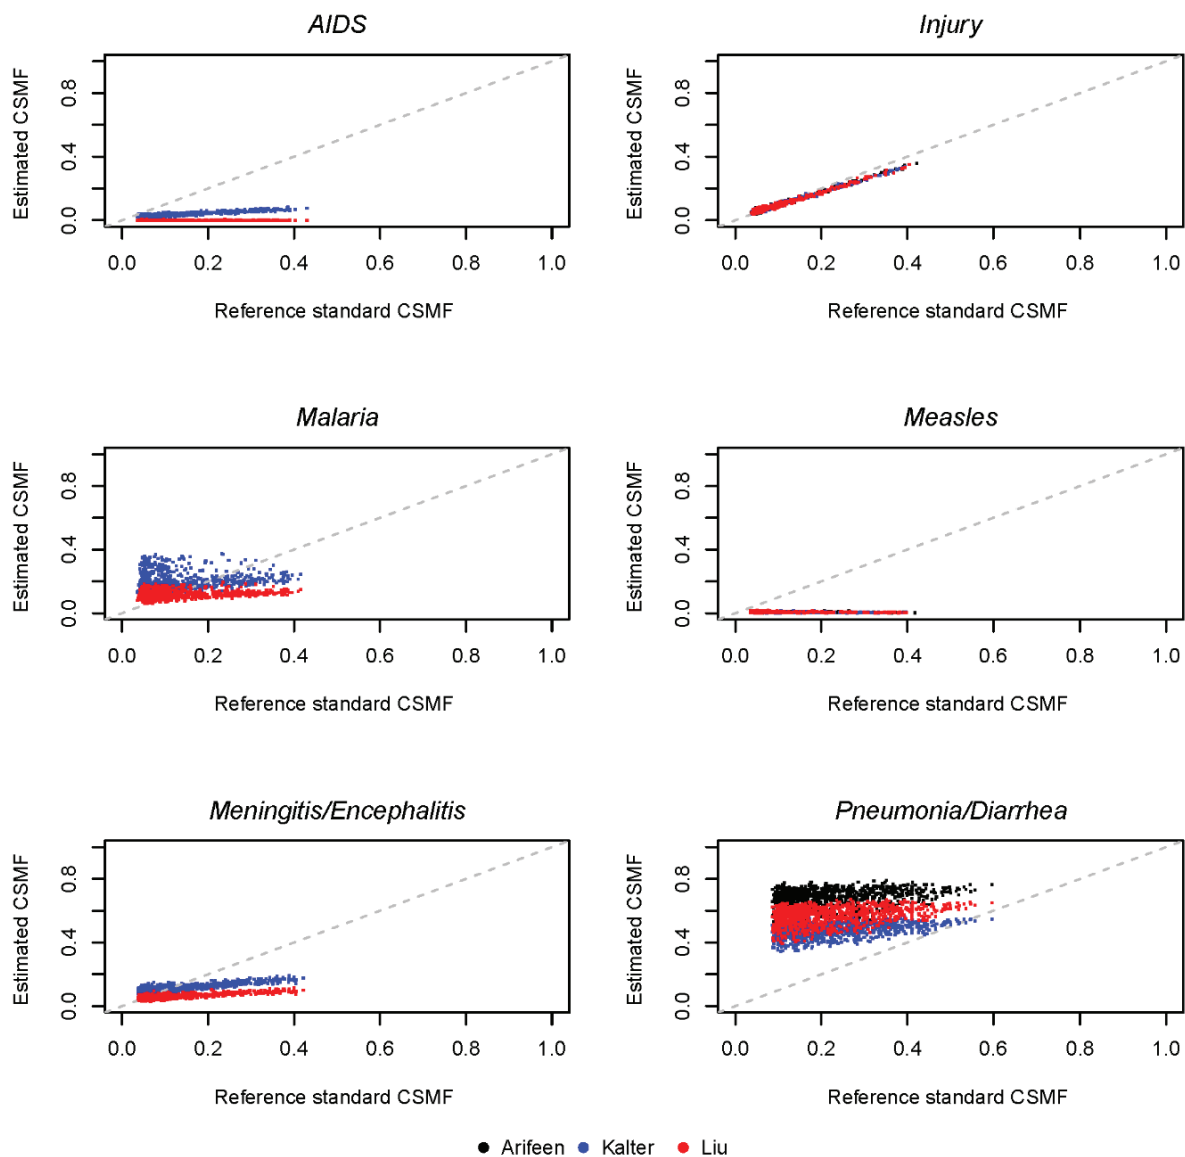 AIDS
Estimated CSMF
0.0 0.4 0.8
0.0 0.2 0.4 0.6 0.8 1.0
Reference standard CSMF
Injury
Estimated CSMF
0.0 0.4 0.8
0.0 0.2 0.4 0.6 0.8 1.0
Reference standard CSMF
Malaria
Estimated CSMF
0.0 0.4 0.8
0.0 0.2 0.4 0.6 0.8 1.0
Reference standard CSMF
Measles
Estimated CSMF
0.0 0.4 0.8
0.0 0.2 0.4 0.6 0.8 1.0
Reference standard CSMF
Meningitis/Encephalitis
Estimated CSMF
0.0 0.4 0.8
0.0 0.2 0.4 0.6 0.8 1.0
Reference standard CSMF
Pneumonia/Diarrhea
Estimated CSMF
0.0 0.4 0.8
0.0 0.2 0.4 0.6 0.8 1.0
Reference standard CSMF
Arifeen Kalter Liu